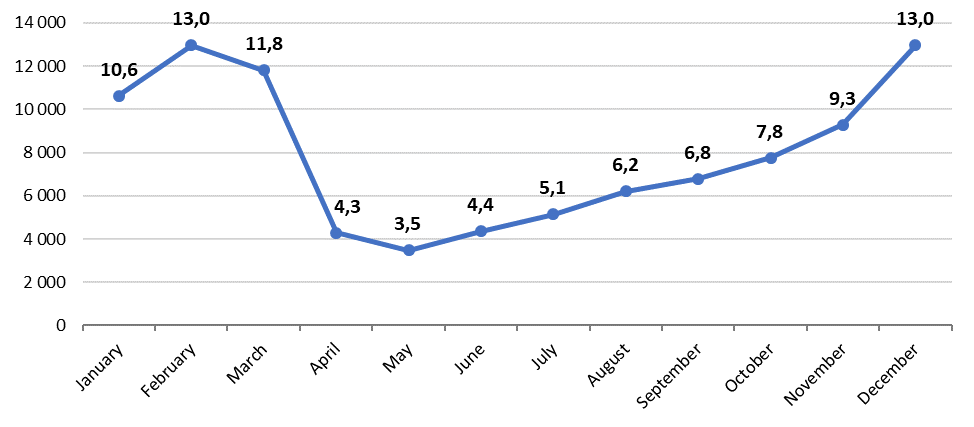 14 000
12 000
10 000
8 000
6 000
4 000
2 000
0
10,6
13,0
11,8
4,3
3,5
4,4
5,1
6,2
6,8
7,8
9,3
13,0
January
February
March
April
May
June
July
August
September
October
November
December